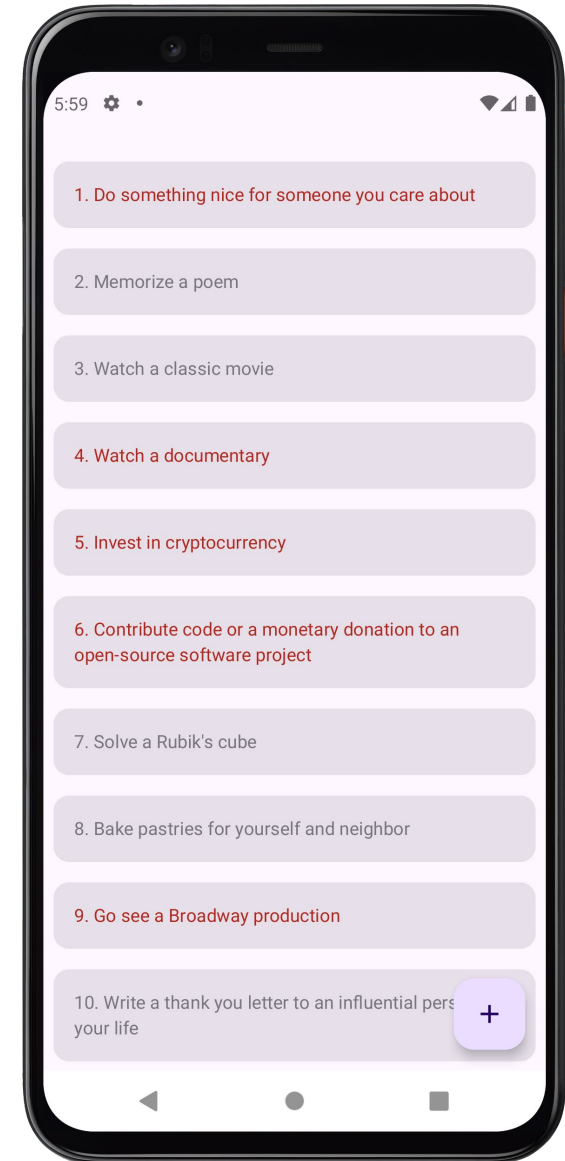 5:59
1. Do something nice for someone you care about
2. Memorize a poem
3. Watch a classic movie
4. Watch a documentary
5. Invest in cryptocurrency
6. Contribute code or a monetary donation to an
open-source software project
7. Solve a Rubik's cube
8. Bake pastries for yourself and neighbor
9. Go see a Broadway production
10. Write a thank you letter to an influential
your life
+